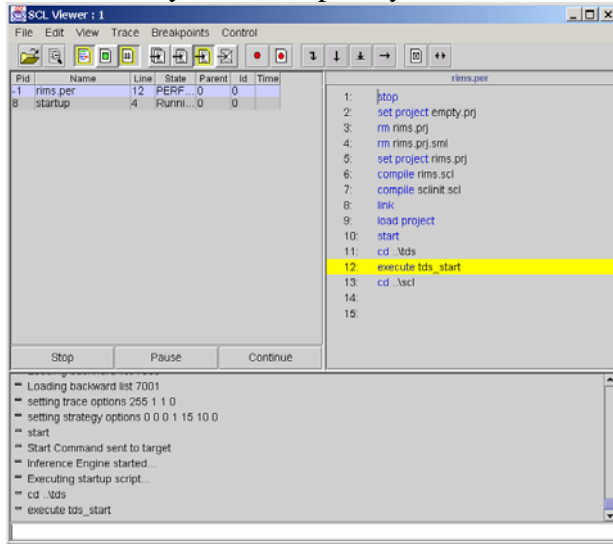 SCL Viewer : 1
File Edit View Trace Breakpoints Control
Pid Name Line State Parent Id Time
-1 rims.per 12 PERF... 0 0
8 startup 4 Runni... 0 0
Stop Pause Continue
rims.per
1: stop
2: set project empty.prj
3: rm rims.prj
4: rm rims.prj.sml
5: set project rims.prj
6: compile rims.scl
7: compile sclinit.scl
8: link
9: load project
10: start
11: cd ..\tds
12: execute tds_start
13: cd ..\scl
14:
15:
Loading backward list 7001
setting trace options 255 1 1 0
setting strategy options 0 0 0 1 15 10 0
start
Start Command sent to target
Inference Engine started...
Executing startup script...
cd ..\tds
execute tds_start